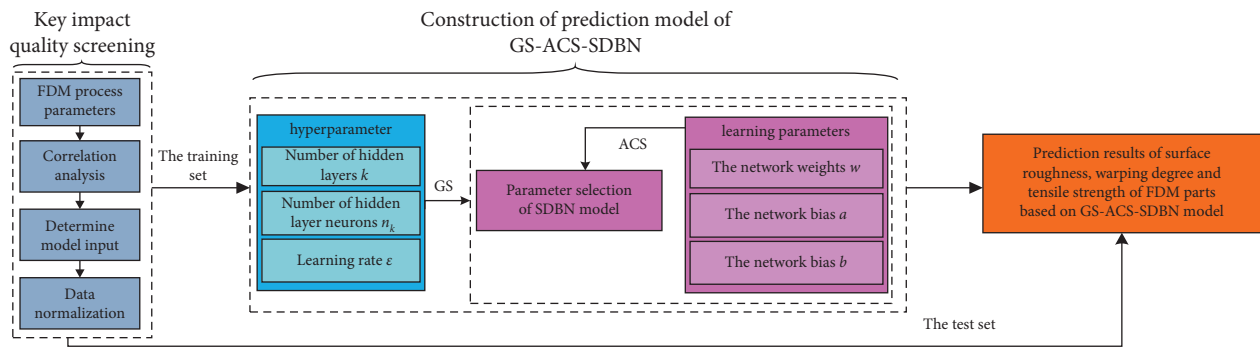 Key impact
quality screening
FDM process
parameters
Correlation
analysis
Determine
model input
Data
normalization
The training
set
Construction of prediction model of
GS-ACS-SDBN
hyperparameter
Number of hidden
layers k
Number of hidden
layer neurons nₖ
Learning rate ε
GS
Parameter selection
of SDBN model
ACS
learning parameters
The network weights w
The network bias a
The network bias b
Prediction results of surface
roughness, warping degree and
tensile strength of FDM parts
based on GS-ACS-SDBN model
The test set